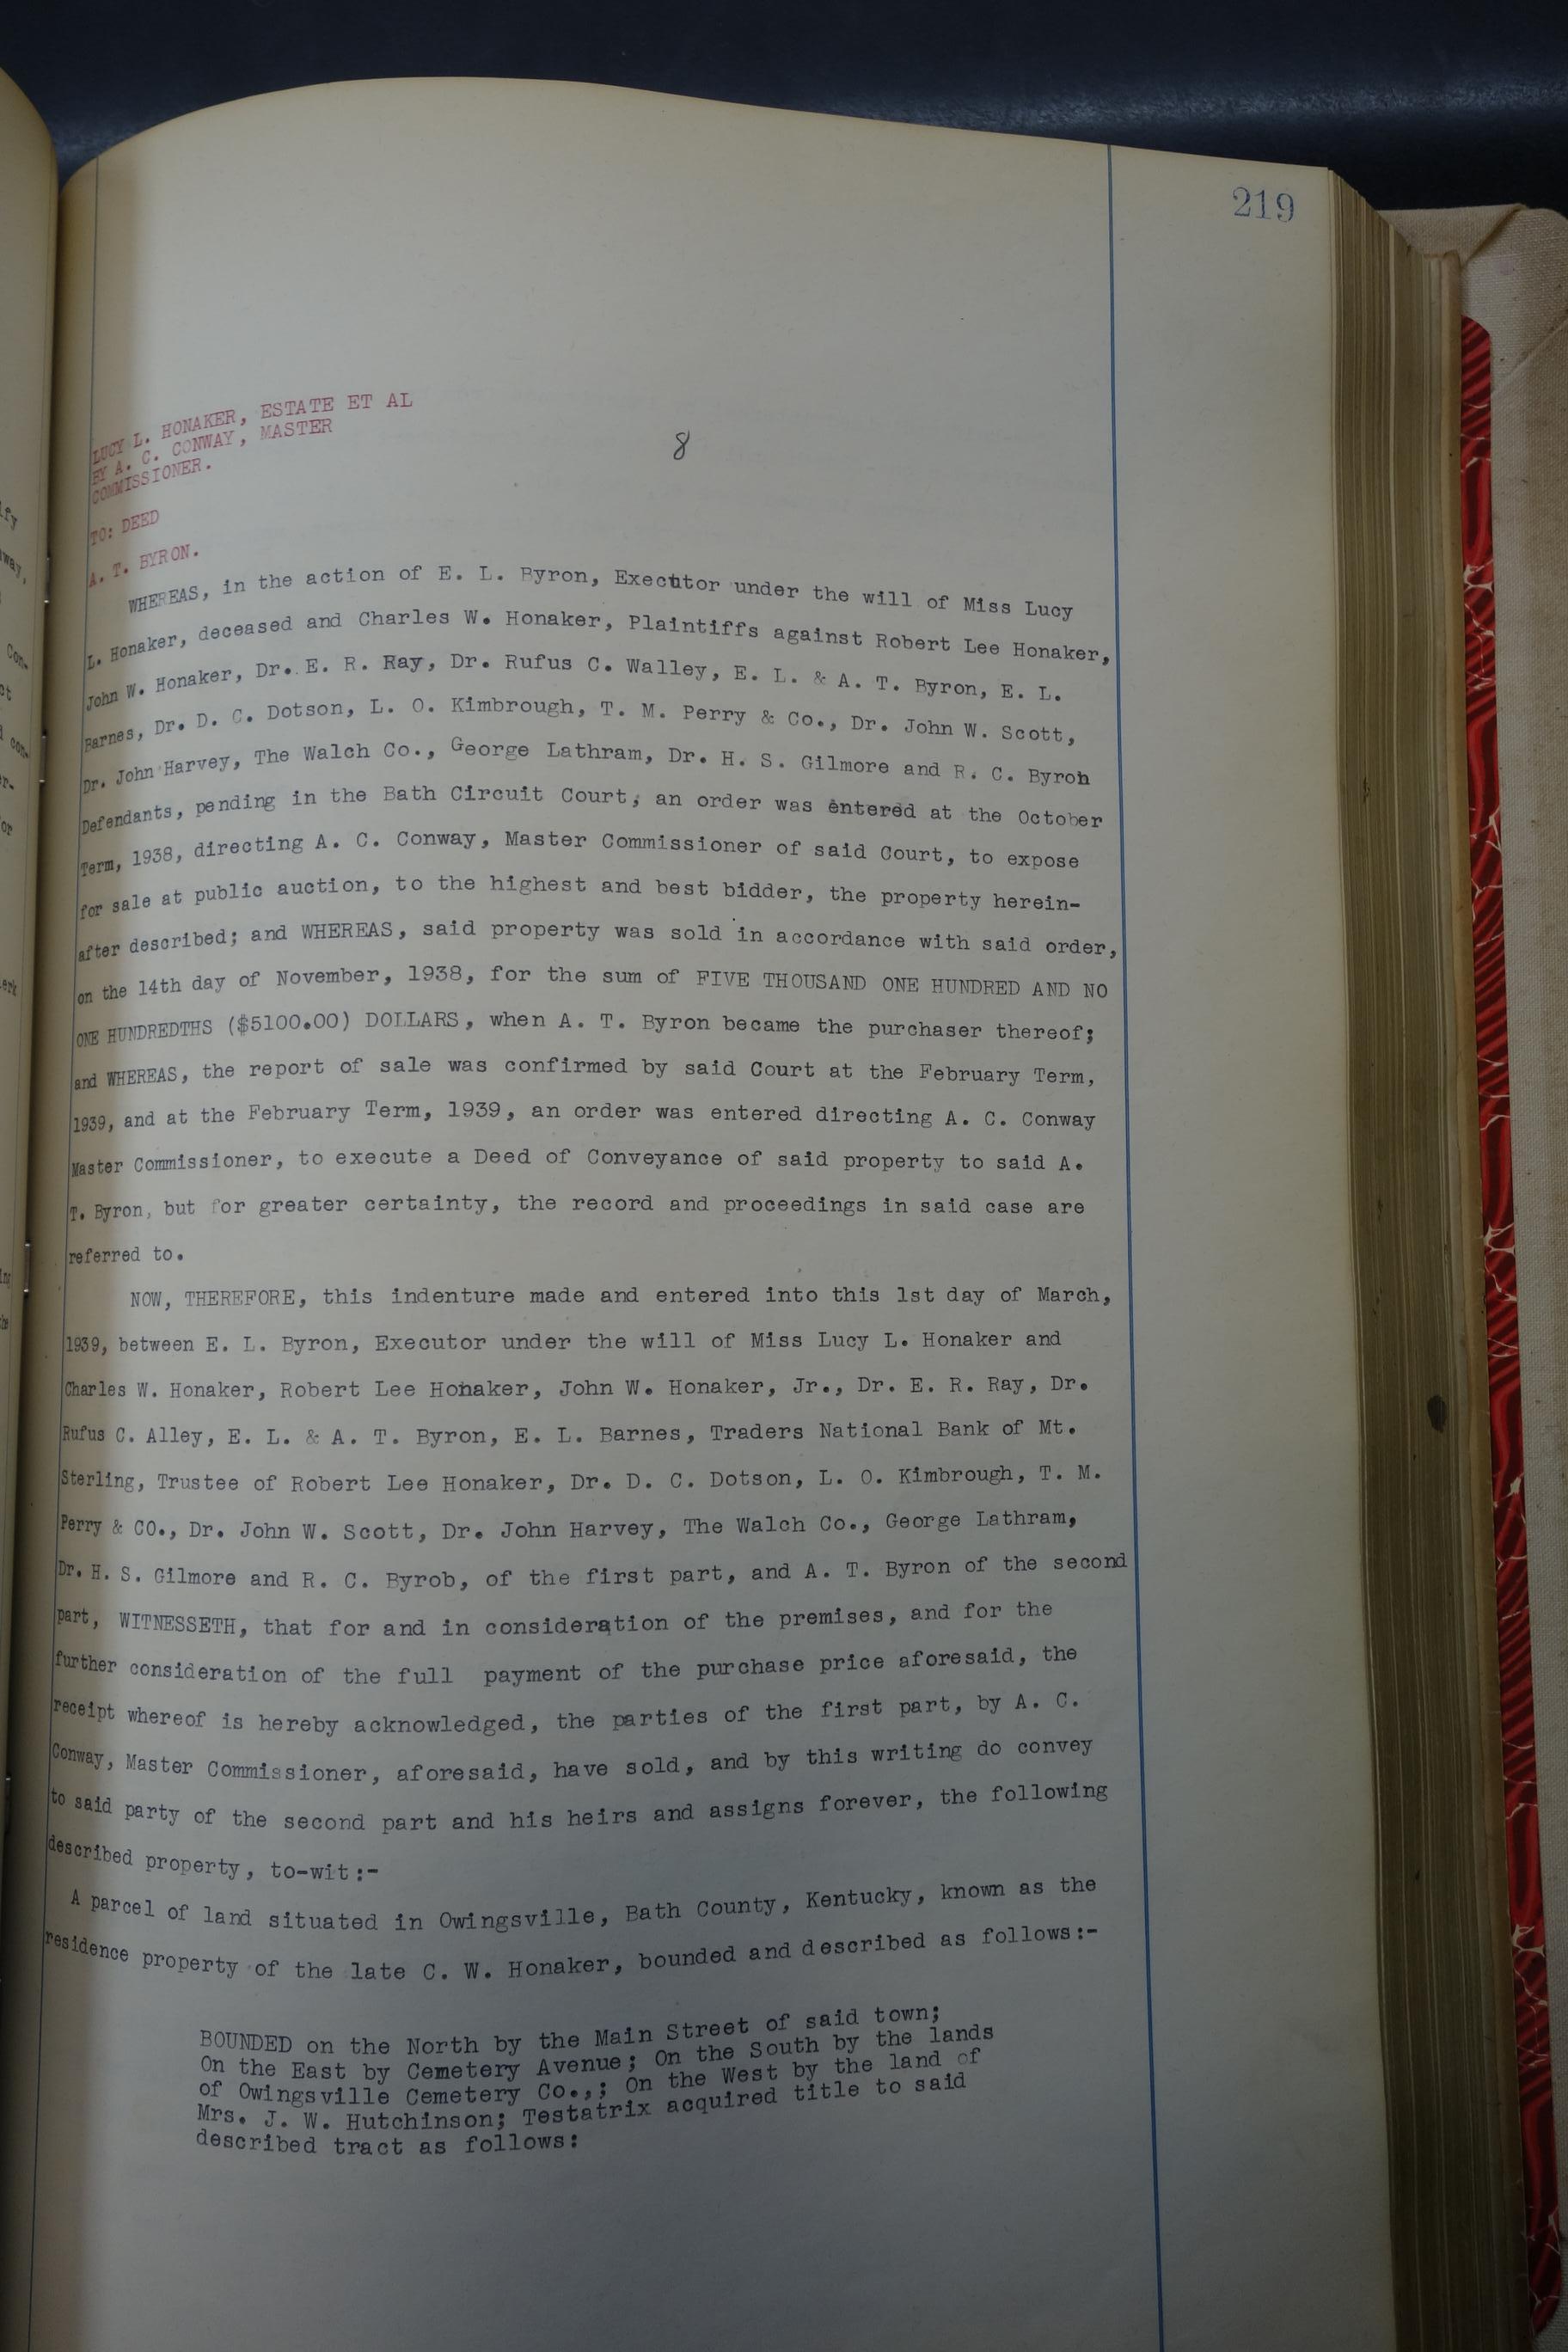 219
LUCY L. HONAKER, ESTATE ET AL
BY A. C. CONWAY, MASTER
COMMISSIONER.
8
TO: DEED
A. T. BYRON.
WHEREAS, in the action of E. L. Byron, Executor under the will of Miss Lucy
L. Honaker, deceased and Charles W. Honaker, Plaintiffs against Robert Lee Honaker,
John W. Honaker, Dr. E. R. Ray, Dr. Rufus C. Walley, E. L. & A. T. Byron, E. L.
Barnes, Dr. D. C. Dotson, L. O. Kimbrough, T. M. Perry & Co., Dr. John W. Scott,
Dr. John Harvey, The Walch Co., George Lathram, Dr. H. S. Gilmore and R. C. Byron
Defendants, pending in the Bath Circuit Court, an order was entered at the October
Term, 1938, directing A. C. Conway, Master Commissioner of said Court, to expose
for sale at public auction, to the highest and best bidder, the property herein-
after described; and WHEREAS, said property was sold in accordance with said order,
on the 14th day of November, 1938, for the sum of FIVE THOUSAND ONE HUNDRED AND NO
ONE HUNDREDTHS ($5100.00) DOLLARS, when A. T. Byron became the purchaser thereof;
and WHEREAS, the report of sale was confirmed by said Court at the February Term,
1939, and at the February Term, 1939, an order was entered directing A. C. Conway
Master Commissioner, to execute a Deed of Conveyance of said property to said A.
T. Byron, but for greater certainty, the record and proceedings in said case are
referred to.
NOW, THEREFORE, this indenture made and entered into this 1st day of March,
1939, between E. L. Byron, Executor under the will of Miss Lucy L. Honaker and
Charles W. Honaker, Robert Lee Honaker, John W. Honaker, Jr., Dr. E. R. Ray, Dr.
Rufus C. Alley, E. L. & A. T. Byron, E. L. Barnes, Traders National Bank of Mt.
Sterling, Trustee of Robert Lee Honaker, Dr. D. C. Dotson, L. O. Kimbrough, T. M.
Perry & CO., Dr. John W. Scott, Dr. John Harvey, The Walch Co., George Lathram,
Dr. H. S. Gilmore and R. C. Byrob, of the first part, and A. T. Byron of the second
part, WITNESSETH, that for and in consideration of the premises, and for the
further consideration of the full payment of the purchase price aforesaid, the
receipt whereof is hereby acknowledged, the parties of the first part, by A. C.
Conway, Master Commissioner, aforesaid, have sold, and by this writing do convey
to said party of the second part and his heirs and assigns forever, the following
described property, to-wit:-
A parcel of land situated in Owingsville, Bath County, Kentucky, known as the
residence property of the late C. W. Honaker, bounded and described as follows:-
BOUNDED on the North by the Main Street of said town;
On the East by Cemetery Avenue; On the South by the lands
of Owingsville Cemetery Co.,; On the West by the land of
Mrs. J. W. Hutchinson; Testatrix acquired title to said
described tract as follows: